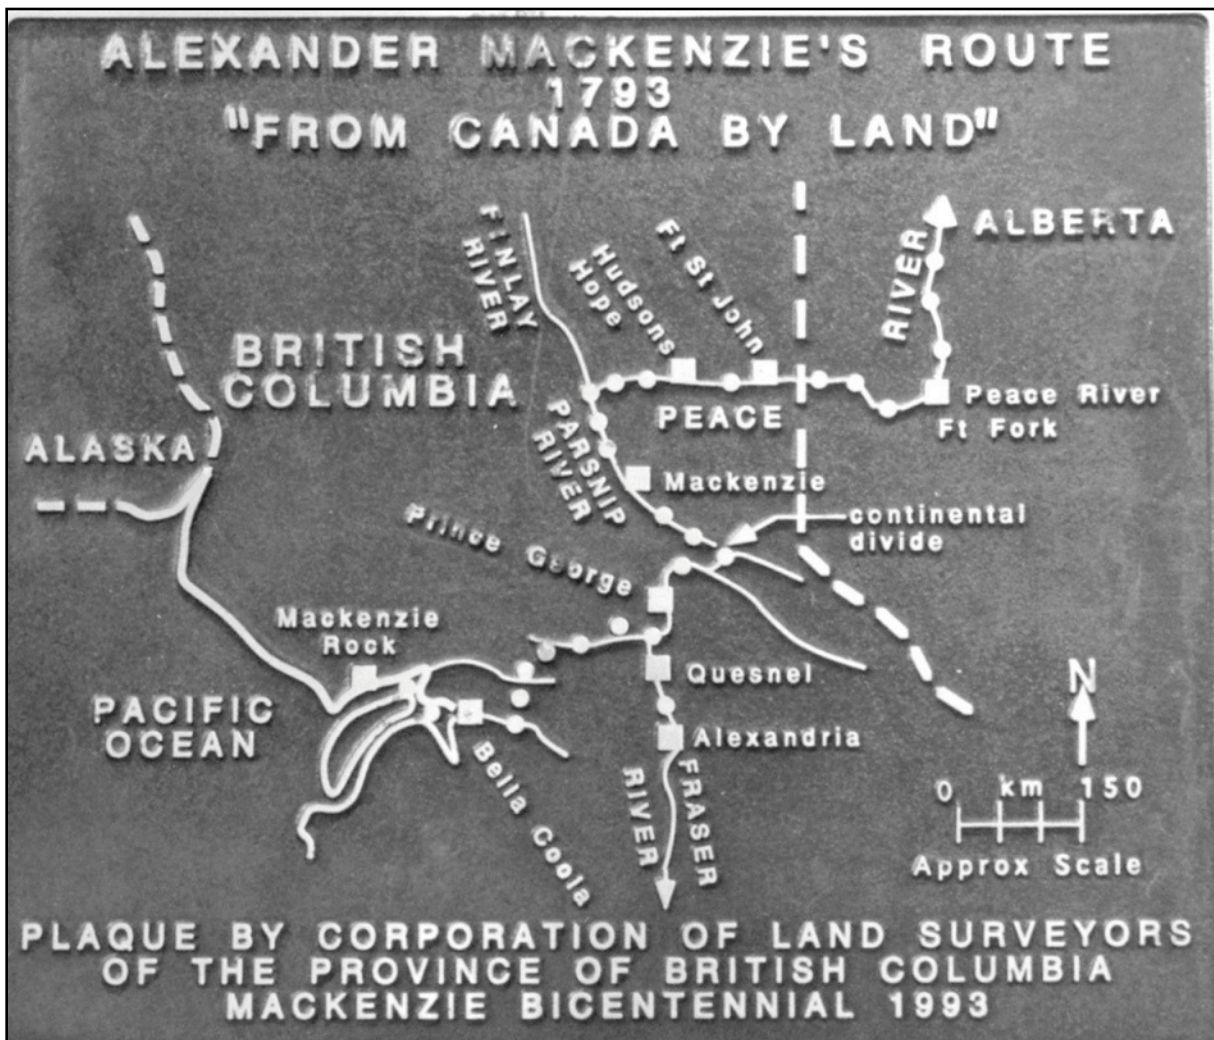 ALEXANDER MACKENZIE'S ROUTE
1793
"FROM CANADA BY LAND"
FINLAY
RIVER
Hudsons
Hope
Ft St John
RIVER
ALBERTA
BRITISH
COLUMBIA
PEACE
Peace River
Ft Fork
ALASKA
PARSNIP
RIVER
Mackenzie
continental
divide
Prince George
Mackenzie
Rock
Quesnel
N
PACIFIC
OCEAN
Alexandria
Bella Coola
FRASER
RIVER
0 km 150
Approx Scale
PLAQUE BY CORPORATION OF LAND SURVEYORS
OF THE PROVINCE OF BRITISH COLUMBIA
MACKENZIE BICENTENNIAL 1993